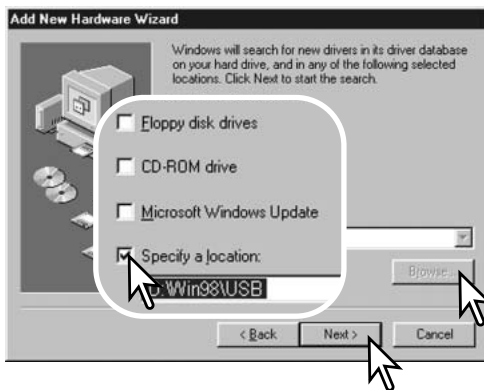 Add New Hardware Wizard
Windows will search for new drivers in its driver database
on your hard drive, and in any of the following selected
locations. Click Next to start the search.
Floppy disk drives
CD-ROM drive
Microsoft Windows Update
Specify a location:
D:\Win98\USB
Browse...
< Back
Next >
Cancel